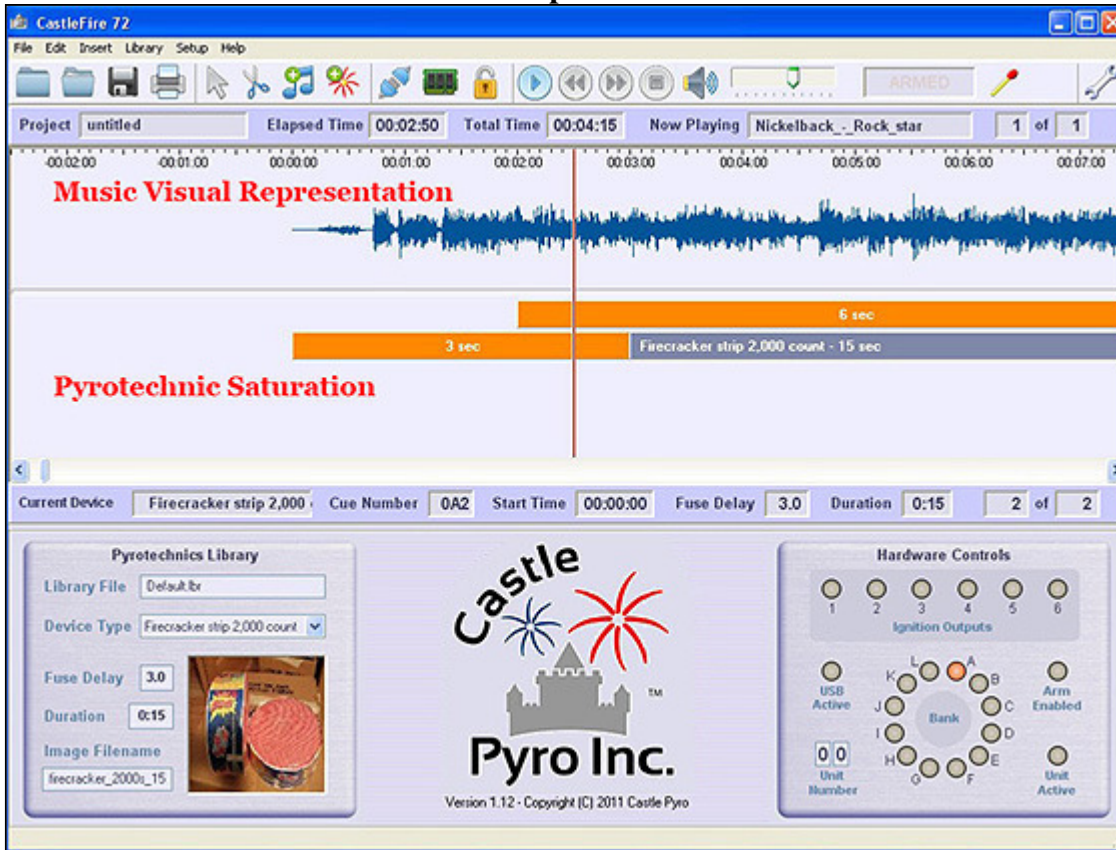 CastleFire 72
File Edit Insert Library Setup Help
ARMED
Project untitled Elapsed Time 00:02:50 Total Time 00:04:15 Now Playing Nickelback_-_Rock_star 1 of 1
-00:02:00 -00:01:00 00:00:00 00:01:00 00:02:00 00:03:00 00:04:00 00:05:00 00:06:00 00:07:00
Music Visual Representation
6 sec
3 sec Firecracker strip 2,000 count - 15 sec
Pyrotechnic Saturation
Current Device Firecracker strip 2,000 Cue Number 0A2 Start Time 00:00:00 Fuse Delay 3.0 Duration 0:15 2 of 2
Pyrotechnics Library
Library File Default.lbr
Device Type Firecracker strip 2,000 count
Fuse Delay 3.0
Duration 0:15
Image Filename
firecracker_2000s_15
Castle
Pyro Inc.
TM
Version 1.12 - Copyright (C) 2011 Castle Pyro
Hardware Controls
1 2 3 4 5 6
Ignition Outputs
USB Active
Arm Enabled
L A
K B
J C
Bank
I D
H E
G F
0 0
Unit Number
Unit Active